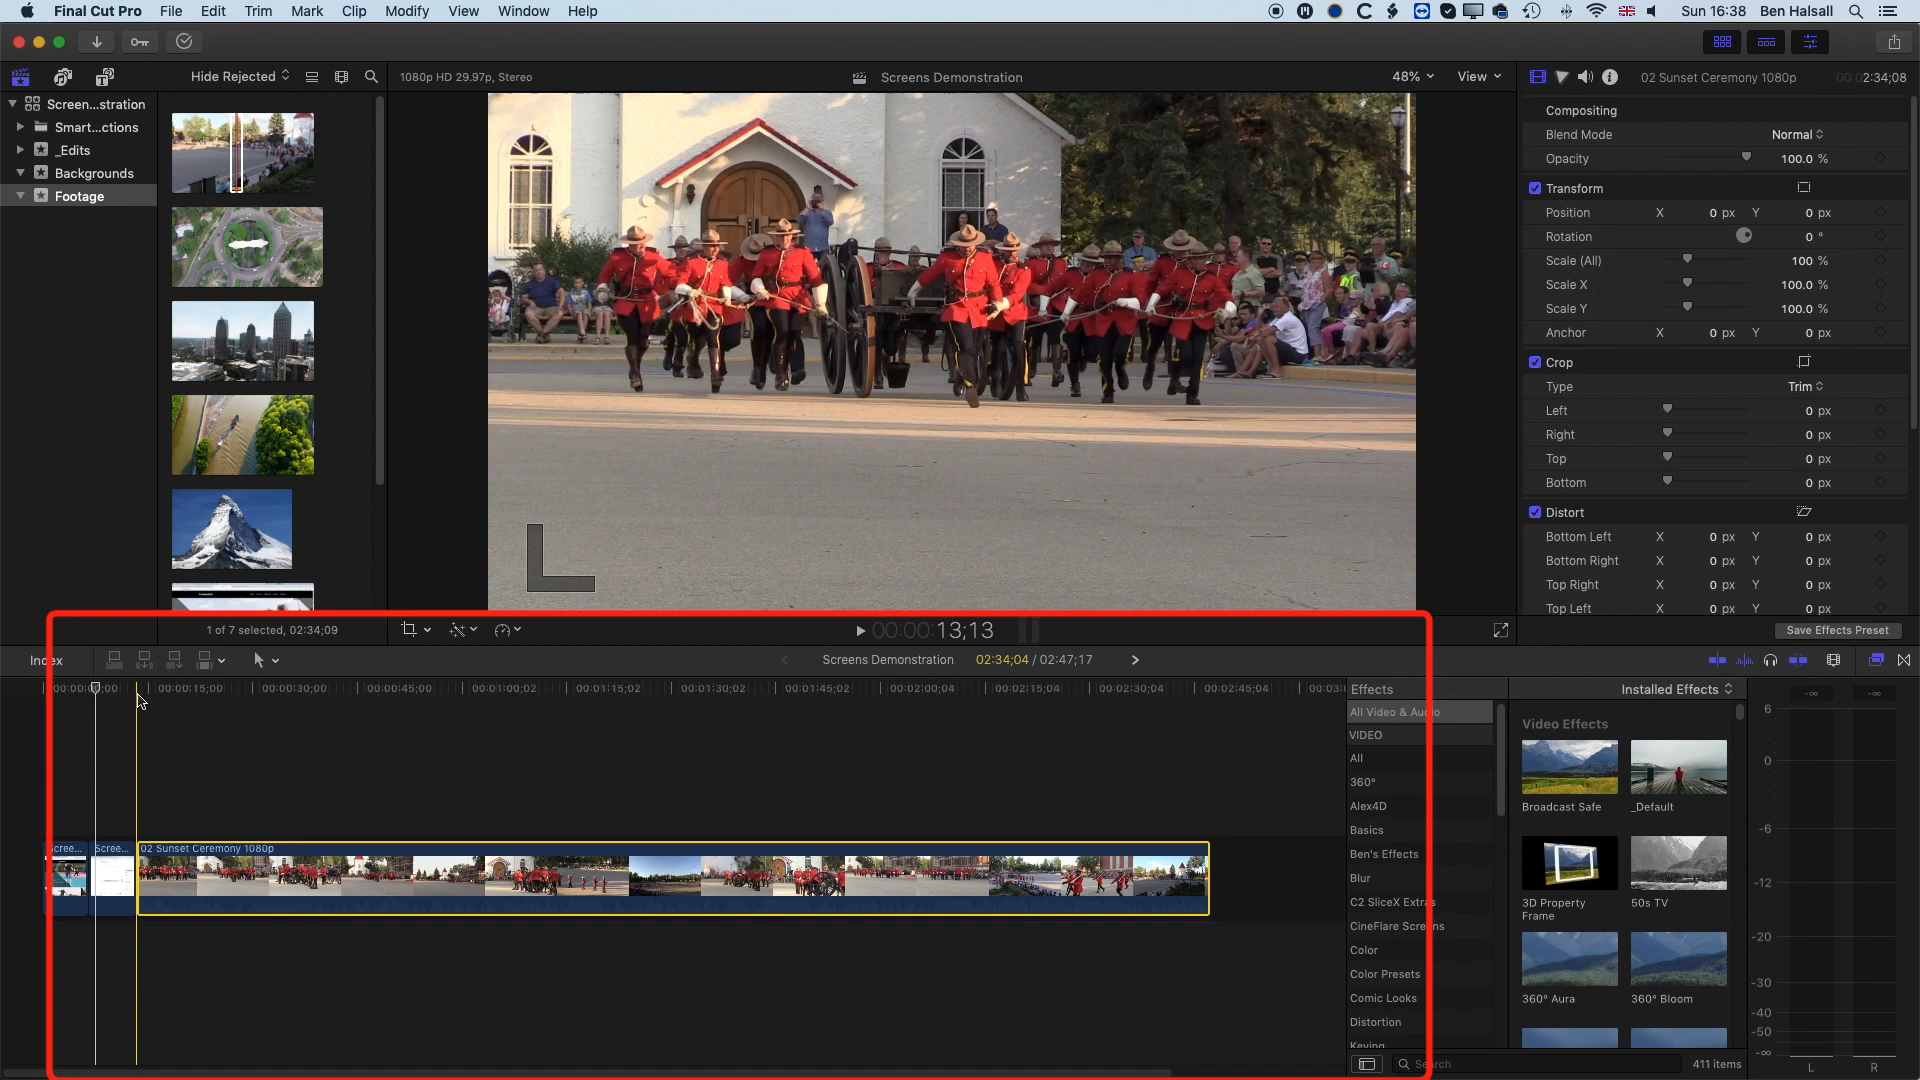 Final Cut Pro File Edit Trim Mark Clip Modify View Window Help Sun 16:38 Ben Halsall
Hide Rejected 1080p HD 29.97p, Stereo Screens Demonstration 48% View 02 Sunset Ceremony 1080p 00:02:34;08
Screen...stration
Smart...ctions
_Edits
Backgrounds
Footage
Compositing
Blend Mode Normal
Opacity 100.0 %
Transform
Position X 0 px Y 0 px
Rotation 0 °
Scale (All) 100 %
Scale X 100.0 %
Scale Y 100.0 %
Anchor X 0 px Y 0 px
Crop
Type Trim
Left 0 px
Right 0 px
Top 0 px
Bottom 0 px
Distort
Bottom Left X 0 px Y 0 px
Bottom Right X 0 px Y 0 px
Top Right X 0 px Y 0 px
Top Left X 0 px Y 0 px
1 of 7 selected, 02:34;09 00:00:13;13 Save Effects Preset
Index Screens Demonstration 02:34;04 / 02:47;17
00:00:15;00 00:00:30;00 00:00:45;00 00:01:00;02 00:01:15;02 00:01:30;02 00:01:45;02 00:02:00;04 00:02:15;04 00:02:30;04 00:02:45;04
Scree... Scree... 02 Sunset Ceremony 1080p
Effects Installed Effects
All Video & Audio
VIDEO
All
360°
Alex4D
Basics
Ben's Effects
Blur
C2 SliceX Extras
CineFlare Screens
Color
Color Presets
Comic Looks
Distortion
Keying
Video Effects
Broadcast Safe _Default
3D Property Frame 50s TV
360° Aura 360° Bloom
Search 411 items
6
0
-6
-12
-20
-30
-40
-50
-∞
-∞ -∞
L R